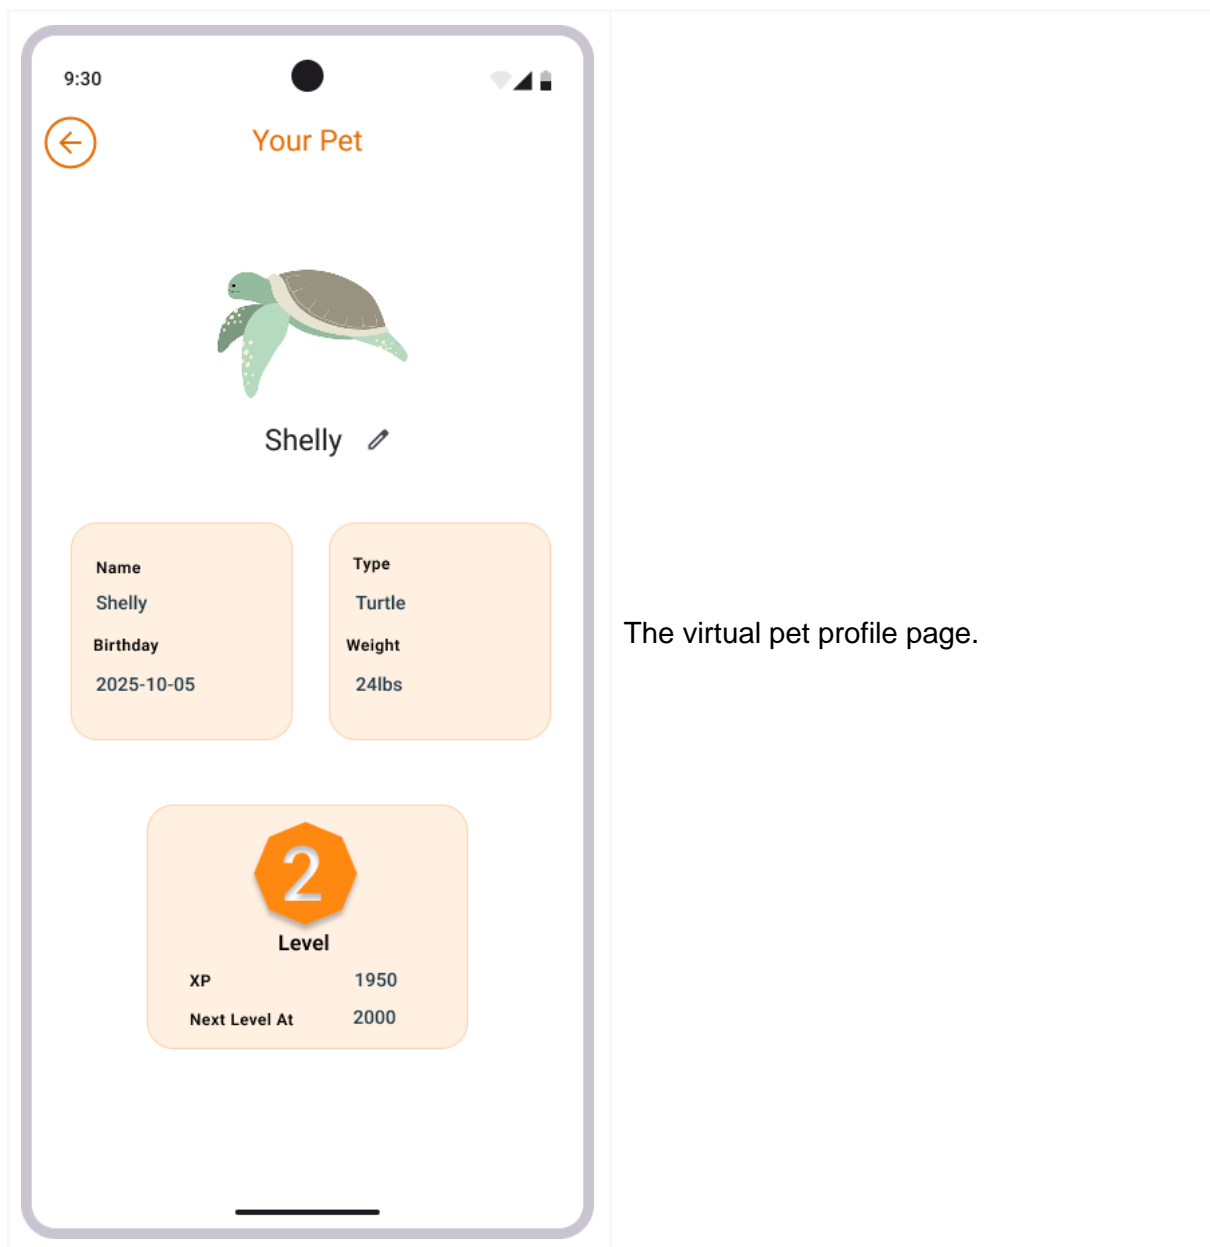 9:30
Your Pet
Shelly
Name
Shelly
Birthday
2025-10-05
Type
Turtle
Weight
24lbs
2
Level
XP 1950
Next Level At 2000
The virtual pet profile page.